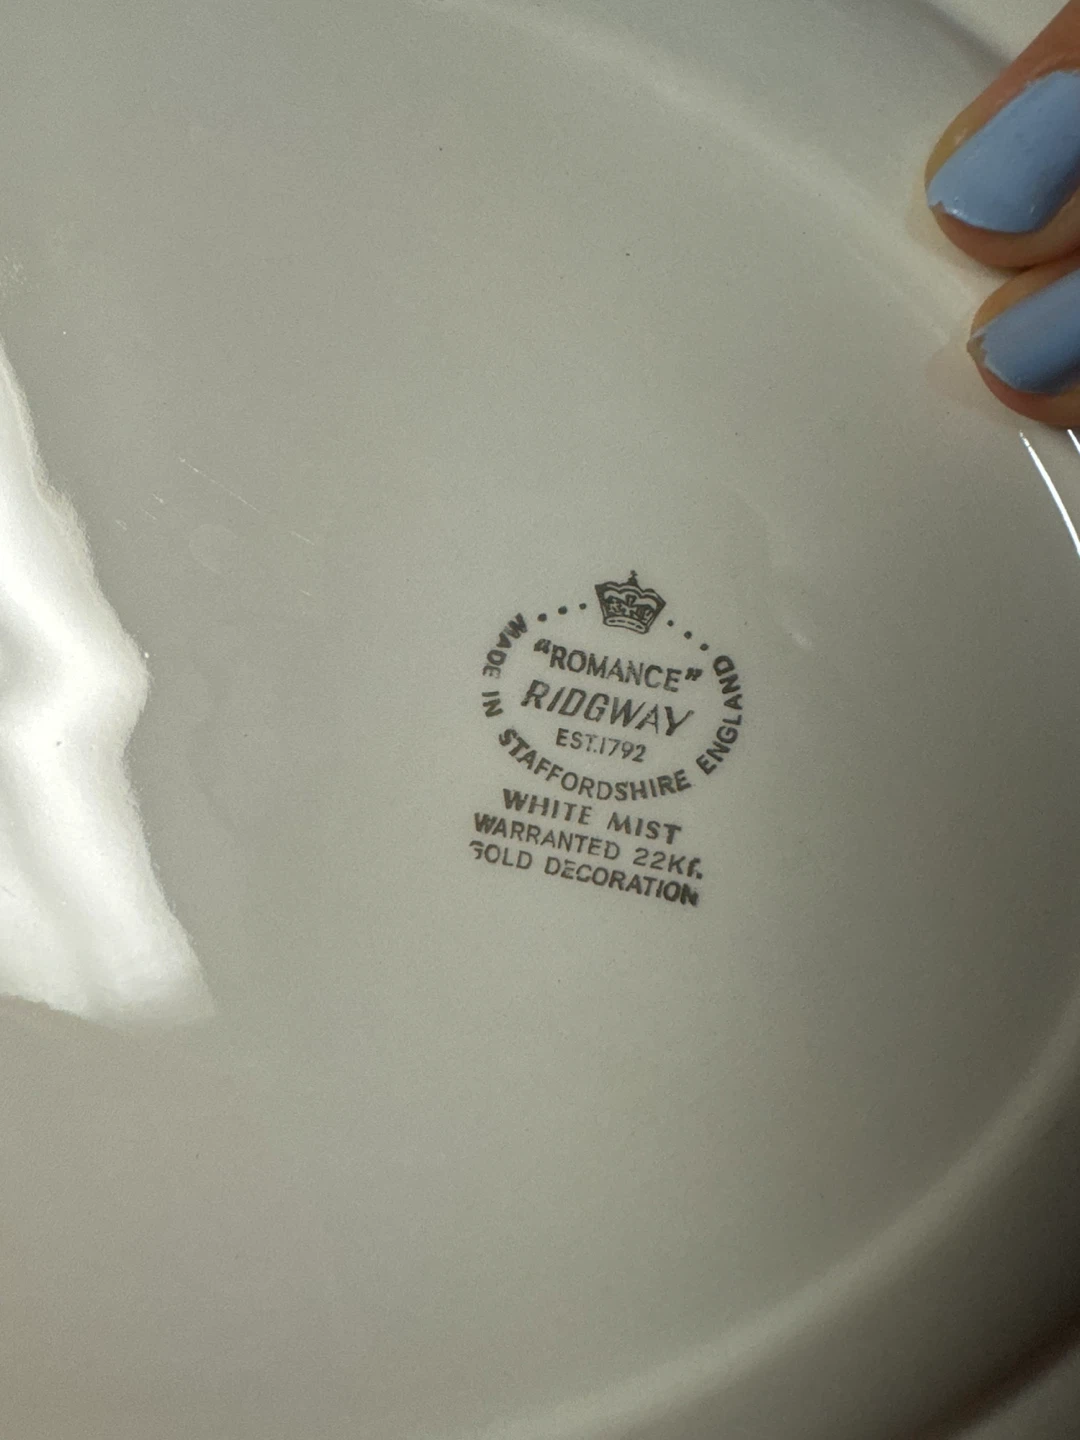 "ROMANCE"
RIDGWAY
EST.1792
MADE IN STAFFORDSHIRE ENGLAND
WHITE MIST
WARRANTED 22Kt.
GOLD DECORATION